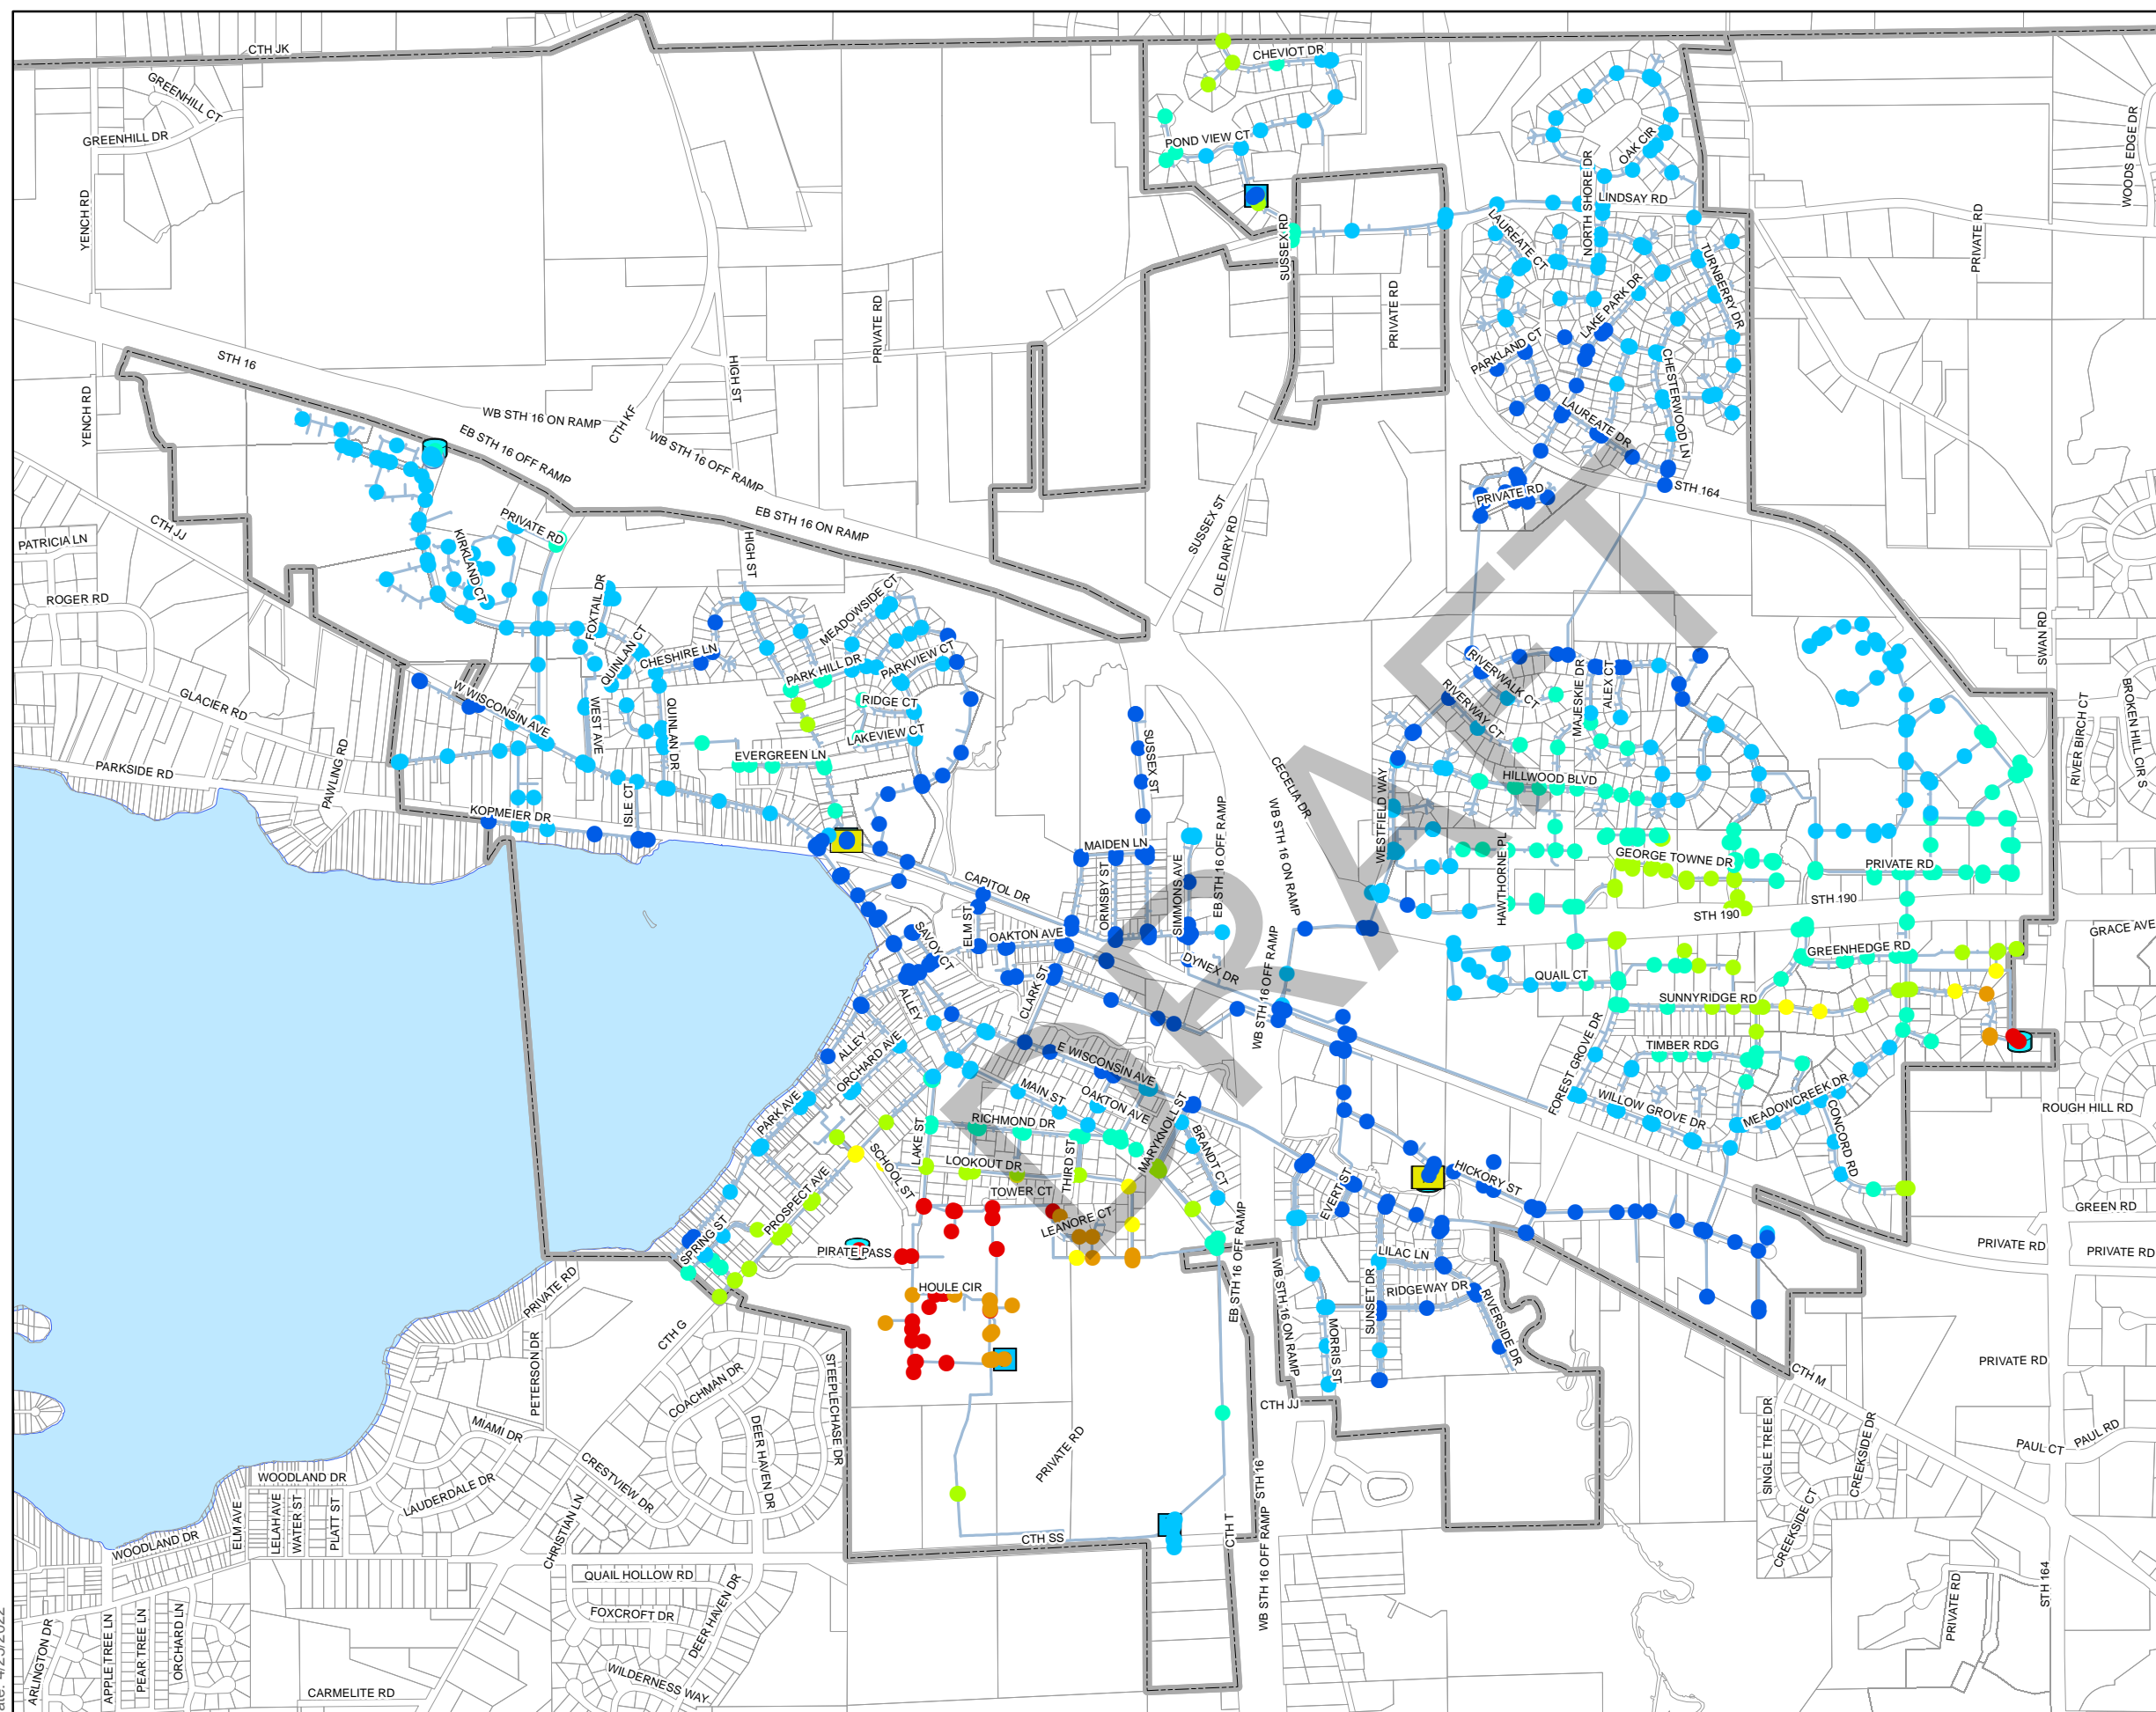 CTH JK
CHEVIOT DR
GREENHILL CT
GREENHILL DR
POND VIEW CT
OAK CIR
WOODS EDGE DR
YENCH RD
NORTH SHORE DR
LINDSAY RD
SUSSEX RD
LAUREATE CT
PRIVATE RD
TURNBERRY DR
LAKE PARK DR
PRIVATE RD
PRIVATE RD
PARKLAND CT
CHESTERWOOD LN
STH 16
HIGH ST
YENCH RD
CTH KF
WB STH 16 ON RAMP
EB STH 16 OFF RAMP
WB STH 16 OFF RAMP
LAUREATE DR
STH 164
PRIVATE RD
EB STH 16 ON RAMP
SUSSEX ST
OLE DAIRY RD
CTH JJ
PRIVATE RD
PATRICIA LN
KIRKLAND CT
HIGH ST
ROGER RD
FOXTAIL DR
MEADOWSIDE CT
SWAN RD
QUINLAN CT
CHESHIRE LN
PARK HILL DR
PARKVIEW CT
RIVERWALK CT
RIVERWAY CT
MAJESKIE DR
ALEX CT
GLACIER RD
W WISCONSIN AVE
WEST AVE
QUINLAN DR
RIDGE CT
LAKEVIEW CT
BROKEN HILL CIR S
RIVER BIRCH CT
PARKSIDE RD
PAWLING RD
EVERGREEN LN
SUSSEX ST
CECELIA DR
HILLWOOD BLVD
WESTFIELD WAY
KOPMEIER DR
ISLE CT
WB STH 16 ON RAMP
EB STH 16 OFF RAMP
MAIDEN LN
HAWTHORNE PL
GEORGE TOWNE DR
PRIVATE RD
CAPITOL DR
ORMSBY ST
SIMMONS AVE
STH 190
STH 190
ELM ST
OAKTON AVE
SAVOY CT
GRACE AVE
GREENHEDGE RD
QUAIL CT
DYNEX DR
CLARK ST
ALLEY
WB STH 16 OFF RAMP
SUNNYRIDGE RD
DRAFT
ALLEY
ORCHARD AVE
E WISCONSIN AVE
FOREST GROVE DR
TIMBER RDG
MAIN ST
OAKTON AVE
MEADOWCREEK DR
PARK AVE
WILLOW GROVE DR
ROUGH HILL RD
RICHMOND DR
LAKE ST
MARYKNOLL ST
BRANDT CT
CONCORD RD
SCHOOL ST
LOOKOUT DR
THIRD ST
HICKORY ST
PROSPECT AVE
TOWER CT
EVERT ST
GREEN RD
SPRING ST
LEANORE CT
PIRATE PASS
LILAC LN
PRIVATE RD
PRIVATE RD
PRIVATE RD
HOULE CIR
EB STH 16 OFF RAMP
WB STH 16 ON RAMP
SUNSET DR
RIDGEWAY DR
RIVERSIDE DR
MORRIS ST
CTH G
PETERSON DR
STEEPLECHASE DR
COACHMAN DR
PRIVATE RD
CTH M
CTH JJ
MIAMI DR
DEER HAVEN DR
PRIVATE RD
SINGLE TREE DR
CREEKSIDE DR
PAUL CT
PAUL RD
CRESTVIEW DR
WOODLAND DR
LAUDERDALE DR
STH 16
CREEKSIDE CT
ELM AVE
LELAH AVE
WATER ST
PLATT ST
CHRISTIAN LN
WOODLAND DR
CTH SS
CTH T
WB STH 16 OFF RAMP
QUAIL HOLLOW RD
STH 164
PRIVATE RD
FOXCROFT DR
DEER HAVEN DR
ARLINGTON DR
APPLE TREE LN
PEAR TREE LN
ORCHARD LN
WILDERNESS WAY
CARMELITE RD